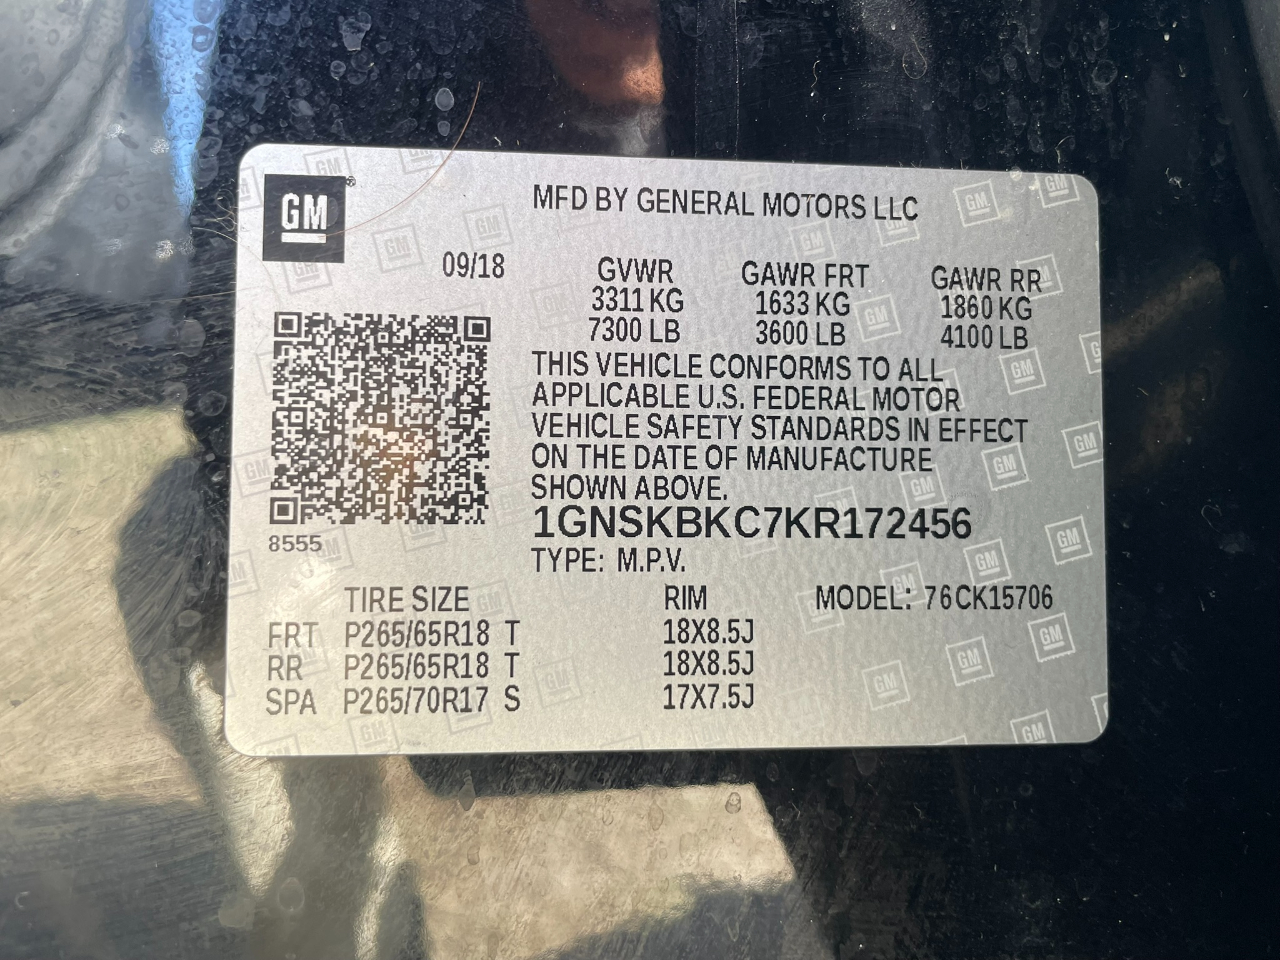 GM
MFD BY GENERAL MOTORS LLC
09/18 GVWR GAWR FRT GAWR RR
3311 KG 1633 KG 1860 KG
7300 LB 3600 LB 4100 LB
THIS VEHICLE CONFORMS TO ALL
APPLICABLE U.S. FEDERAL MOTOR
VEHICLE SAFETY STANDARDS IN EFFECT
ON THE DATE OF MANUFACTURE
SHOWN ABOVE.
1GNSKBKC7KR172456
8555
TYPE: M.P.V.
TIRE SIZE RIM MODEL: 76CK15706
FRT P265/65R18 T 18X8.5J
RR P265/65R18 T 18X8.5J
SPA P265/70R17 S 17X7.5J